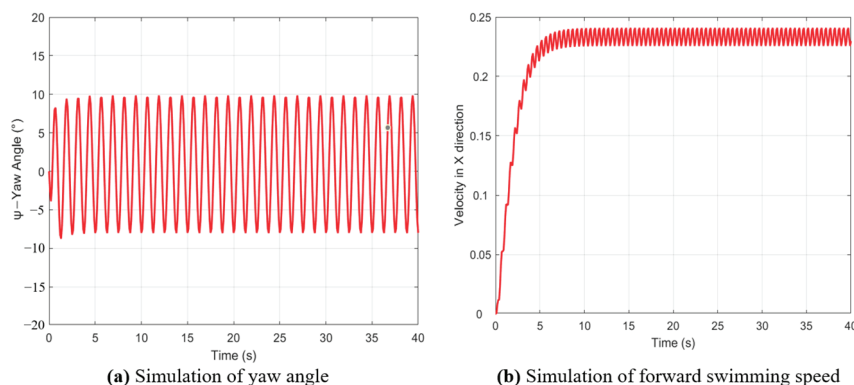 20
15
10
5
0
−5
−10
−15
−20
ψ−Yaw Angle (°)
0 5 10 15 20 25 30 35 40
Time (s)
(a) Simulation of yaw angle
0.25
0.2
0.15
0.1
0.05
0
Velocity in X direction
0 5 10 15 20 25 30 35 40
Time (s)
(b) Simulation of forward swimming speed